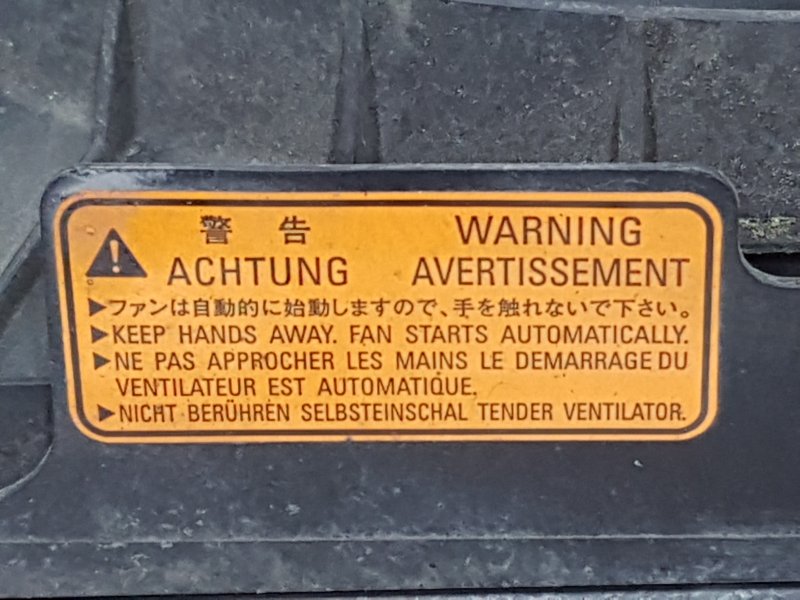 警告 WARNING
ACHTUNG AVERTISSEMENT
▶ファンは自動的に始動しますので、手を触れないで下さい。
▶KEEP HANDS AWAY. FAN STARTS AUTOMATICALLY.
▶NE PAS APPROCHER LES MAINS LE DEMARRAGE DU
VENTILATEUR EST AUTOMATIQUE.
▶NICHT BERÜHREN SELBSTEINSCHAL TENDER VENTILATOR.